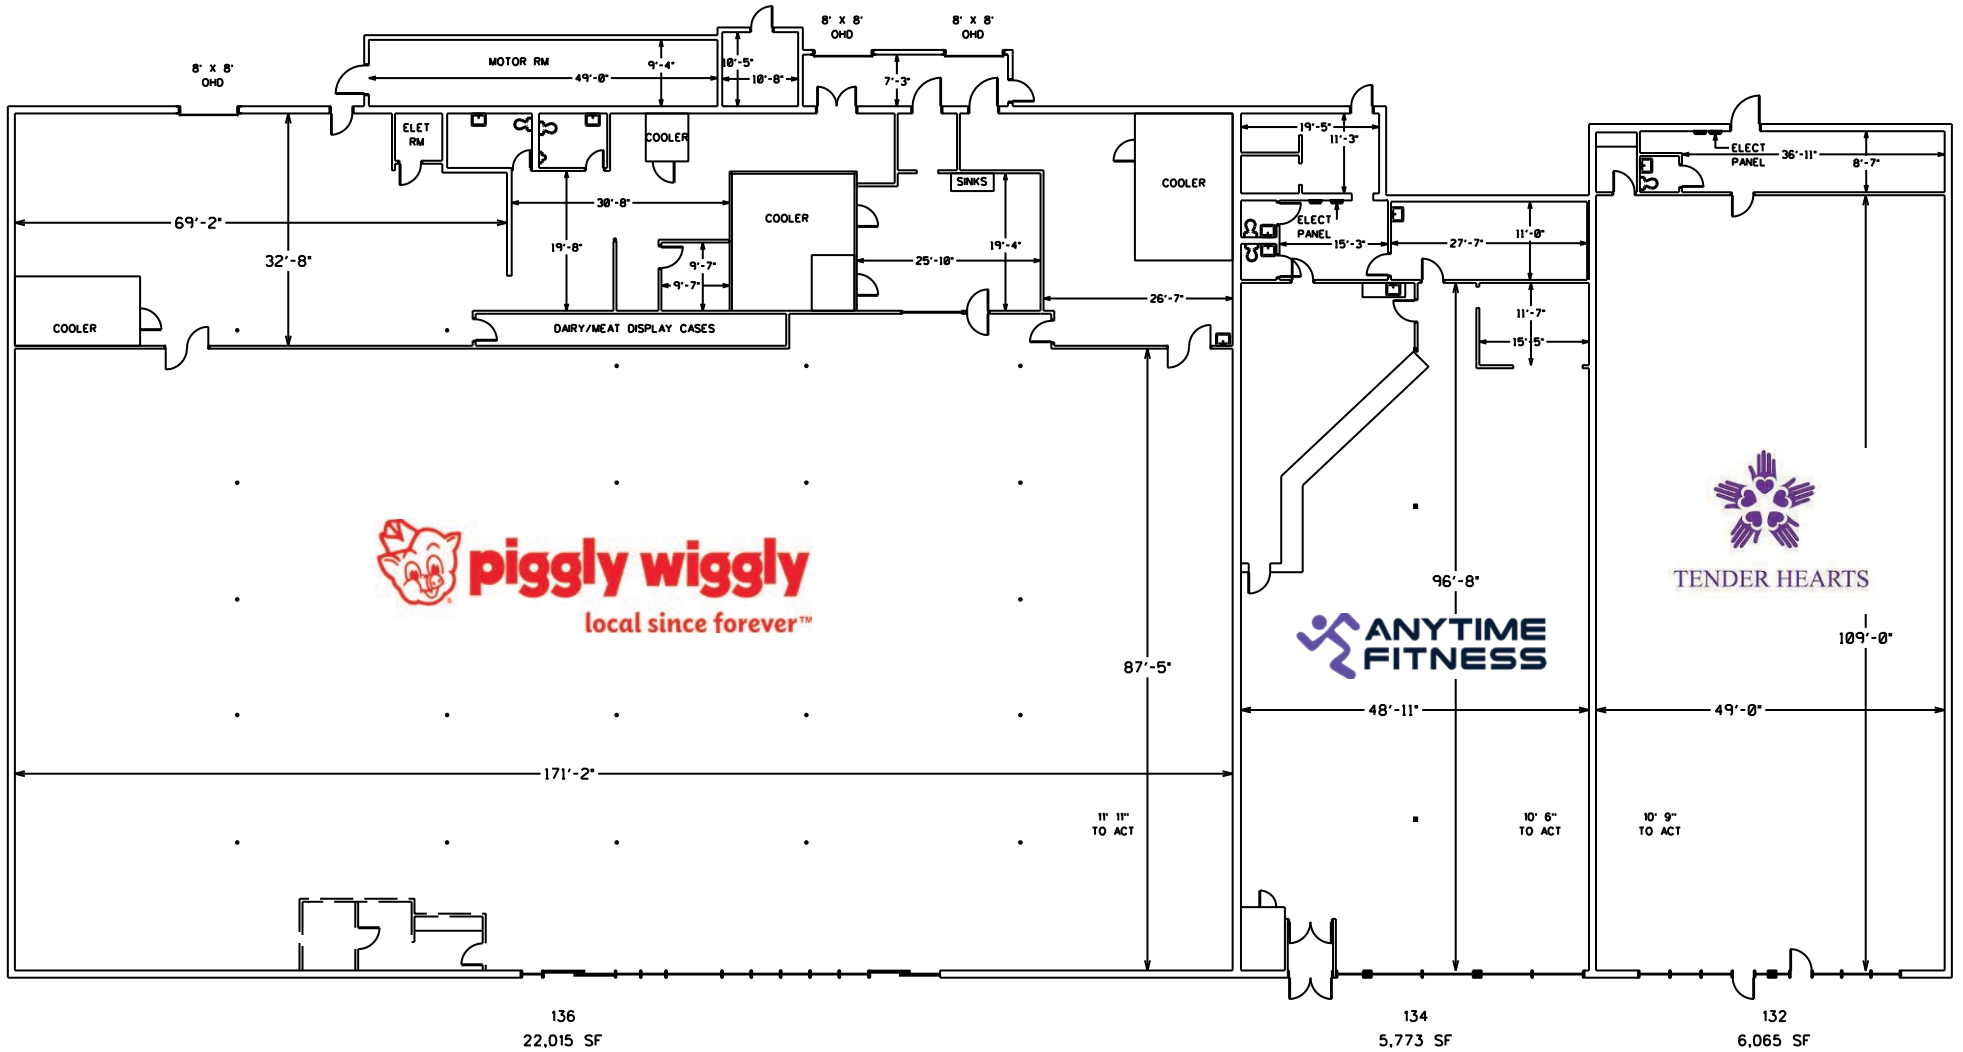 8' X 8'
OHD
8' X 8'
OHD
8' X 8'
OHD
MOTOR RM
49'-0"
9'-4"
10'-5"
10'-8"
7'-3"
ELET
RM
COOLER
SINKS
COOLER
COOLER
COOLER
69'-2"
32'-8"
30'-8"
19'-8"
9'-7"
9'-7"
25'-10"
19'-4"
26'-7"
DAIRY/MEAT DISPLAY CASES
19'-5"
11'-3"
ELECT
PANEL
15'-3"
27'-7"
11'-0"
11'-7"
15'-5"
ELECT
PANEL
36'-11"
8'-7"
piggly wiggly
local since forever™
87'-5"
171'-2"
11' 11"
TO ACT
96'-8"
ANYTIME
FITNESS
48'-11"
10' 6"
TO ACT
TENDER HEARTS
109'-0"
49'-0"
10' 9"
TO ACT
136
22,015 SF
134
5,773 SF
132
6,065 SF